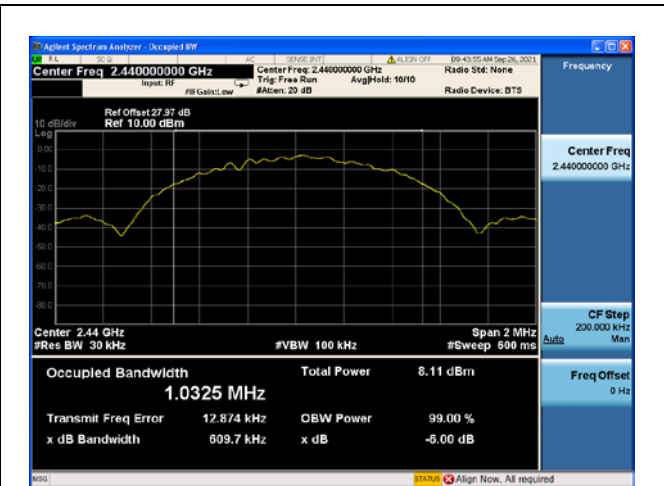 Agilent Spectrum Analyzer - Occupied BW
RL SC Q AC SENSE:INT ALIGN OFF 09:43:55 AM Sep 26, 2021
Center Freq 2.440000000 GHz
Input: RF
#IFGain:Low
Center Freq: 2.440000000 GHz
Trig: Free Run Avg|Hold: 10/10
#Atten: 20 dB
Radio Std: None
Radio Device: BTS
Frequency
Ref Offset 27.97 dB
10 dB/div Ref 10.00 dBm
Log
0.00
-10.0
-20.0
-30.0
-40.0
-50.0
-60.0
-70.0
-80.0
Center Freq
2.440000000 GHz
Center 2.44 GHz Span 2 MHz
#Res BW 30 kHz #VBW 100 kHz #Sweep 600 ms
CF Step
200.000 kHz
Auto Man
Occupied Bandwidth Total Power 8.11 dBm
1.0325 MHz
Transmit Freq Error 12.874 kHz OBW Power 99.00 %
x dB Bandwidth 609.7 kHz x dB -6.00 dB
Freq Offset
0 Hz
MSG STATUS Align Now, All required